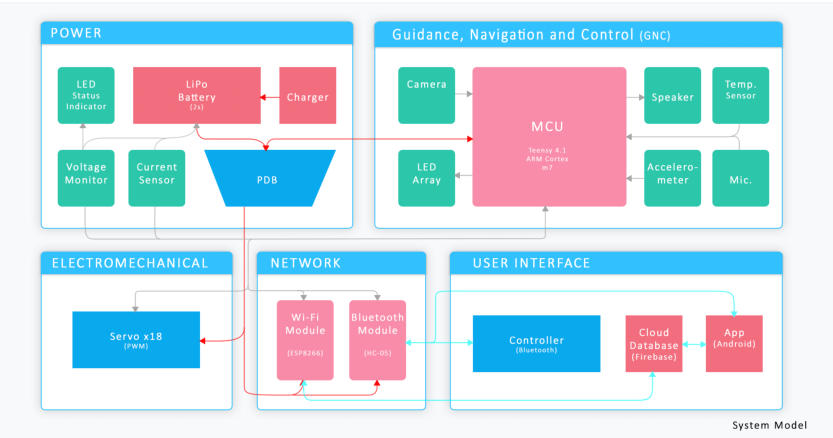 POWER
LED
Status
Indicator
LiPo
Battery
(2s)
Charger
Voltage
Monitor
Current
Sensor
PDB
Guidance, Navigation and Control (GNC)
Camera
MCU
Teensy 4.1
ARM Cortex
m7
Speaker
Temp.
Sensor
LED
Array
Accelero-
meter
Mic.
ELECTROMECHANICAL
Servo x18
(PWM)
NETWORK
Wi-Fi
Module
(ESP8266)
Bluetooth
Module
(HC-05)
USER INTERFACE
Controller
(Bluetooth)
Cloud
Database
(Firebase)
App
(Android)
System Model